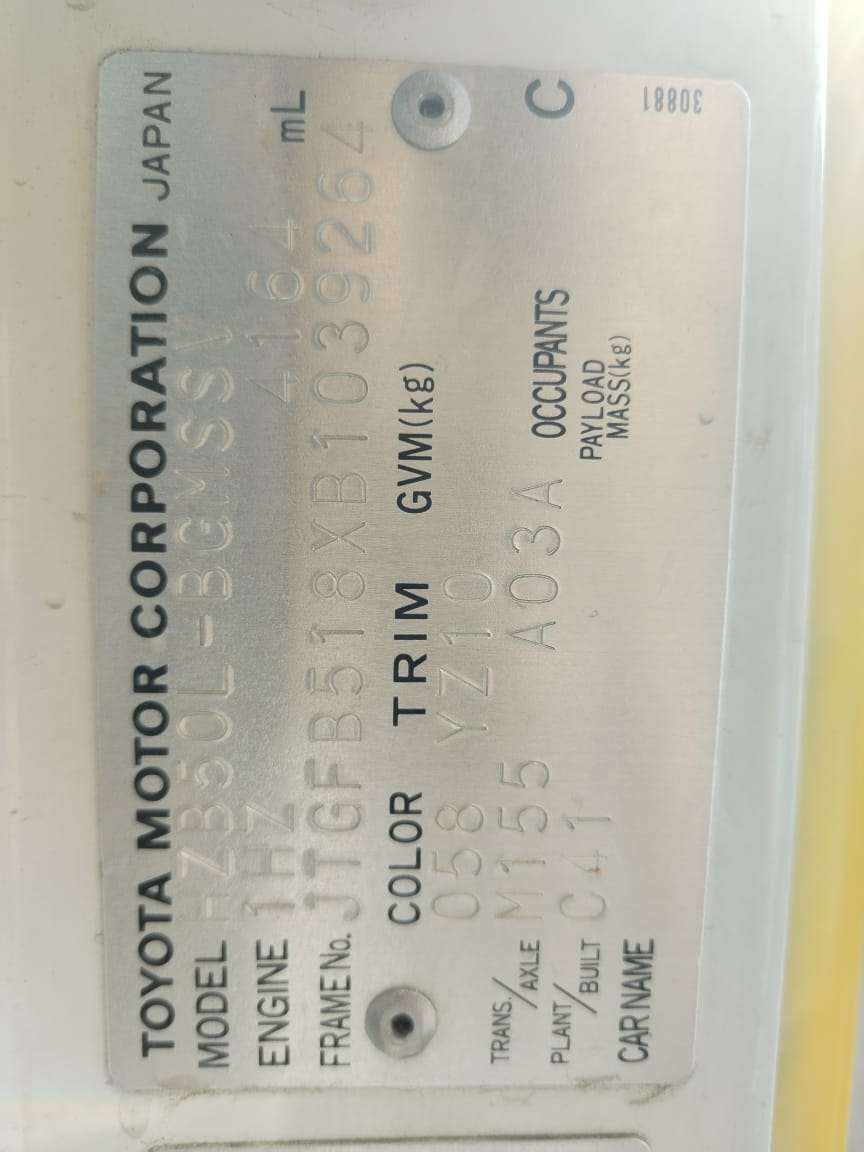 TOYOTA MOTOR CORPORATION JAPAN
MODEL HZB50L-BGMSS
ENGINE 1HZ 4164 mL
FRAME No. JTGFB518XB1039264
COLOR TRIM GVM(kg)
058 YZ10
TRANS./AXLE M155 A03A OCCUPANTS C
PLANT/BUILT C41 PAYLOAD MASS(kg)
CAR NAME
30881